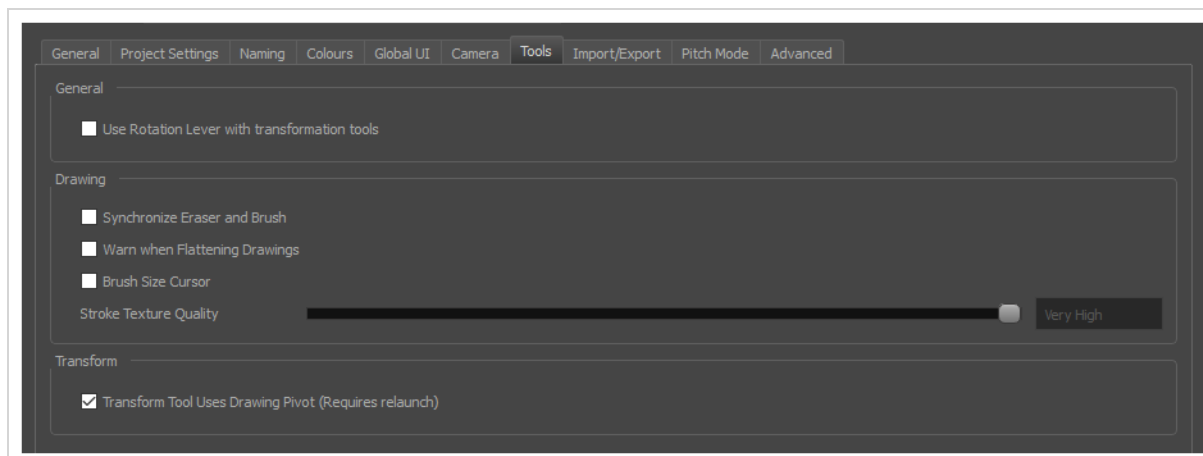 General Project Settings Naming Colours Global UI Camera Tools Import/Export Pitch Mode Advanced
General
Use Rotation Lever with transformation tools
Drawing
Synchronize Eraser and Brush
Warn when Flattening Drawings
Brush Size Cursor
Stroke Texture Quality Very High
Transform
Transform Tool Uses Drawing Pivot (Requires relaunch)